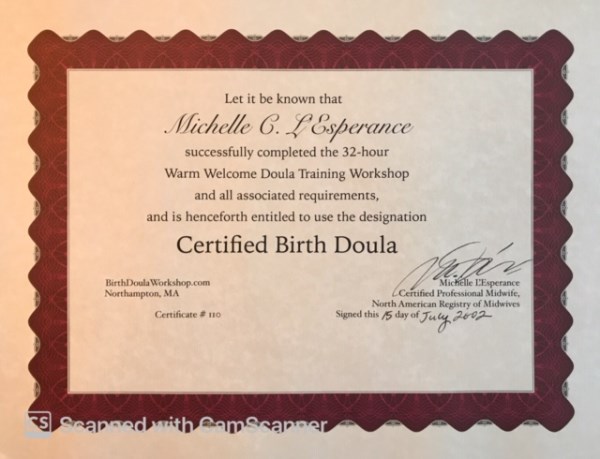 Let it be known that
Michelle C. L'Esperance
successfully completed the 32-hour
Warm Welcome Doula Training Workshop
and all associated requirements,
and is henceforth entitled to use the designation
Certified Birth Doula
BirthDoulaWorkshop.com
Northampton, MA
Certificate # 110
Michelle L'Esperance
Certified Professional Midwife,
North American Registry of Midwives
Signed this 15 day of July 2002
CS Scanned with CamScanner